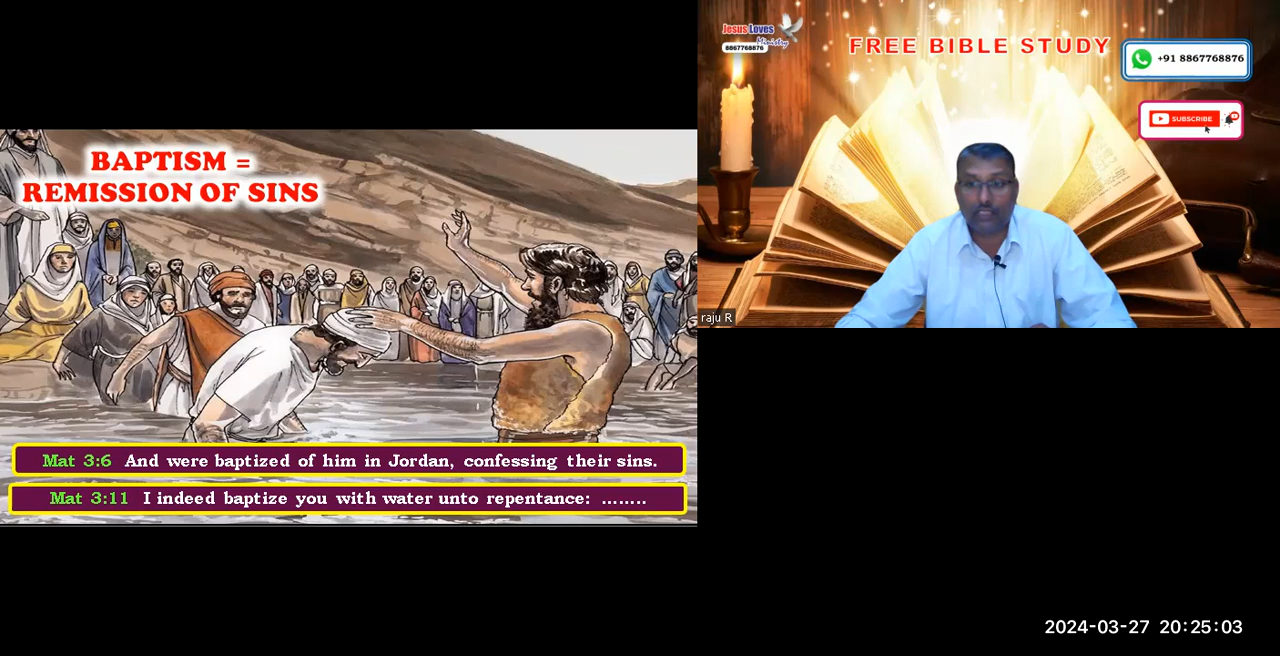 BAPTISM =
REMISSION OF SINS
Mat 3:6 And were baptized of him in Jordan, confessing their sins.
Mat 3:11 I indeed baptize you with water unto repentance: ........
Jesus Loves
Ministry
8867768876
FREE BIBLE STUDY
+91 8867768876
SUBSCRIBE
raju R
2024-03-27 20:25:03